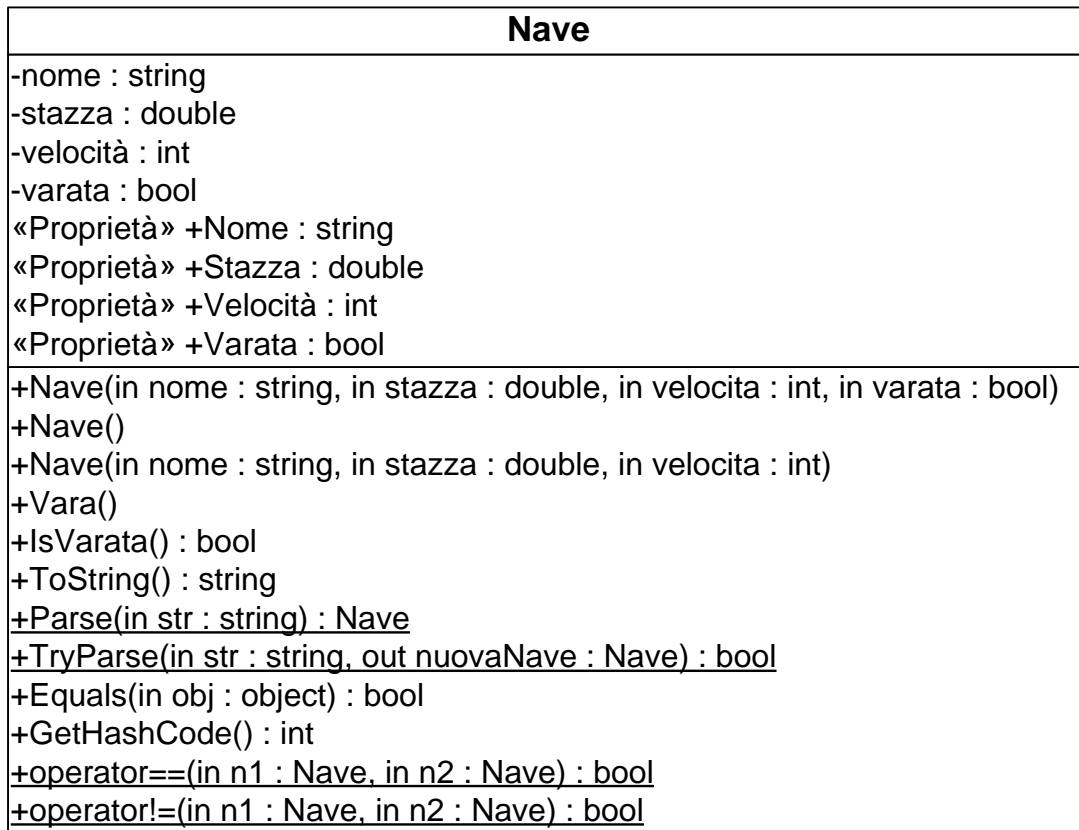 Nave
-nome : string
-stazza : double
-velocità : int
-varata : bool
«Proprietà» +Nome : string
«Proprietà» +Stazza : double
«Proprietà» +Velocità : int
«Proprietà» +Varata : bool
+Nave(in nome : string, in stazza : double, in velocita : int, in varata : bool)
+Nave()
+Nave(in nome : string, in stazza : double, in velocita : int)
+Vara()
+IsVarata() : bool
+ToString() : string
+Parse(in str : string) : Nave
+TryParse(in str : string, out nuovaNave : Nave) : bool
+Equals(in obj : object) : bool
+GetHashCode() : int
+operator==(in n1 : Nave, in n2 : Nave) : bool
+operator!=(in n1 : Nave, in n2 : Nave) : bool